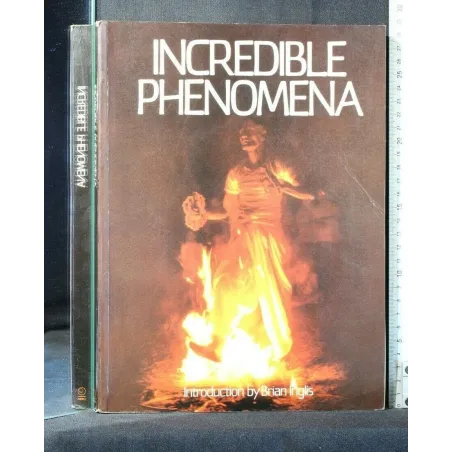 INCREDIBLE
PHENOMENA
Introduction by Brian Inglis
INCREDIBLE PHENOMENA